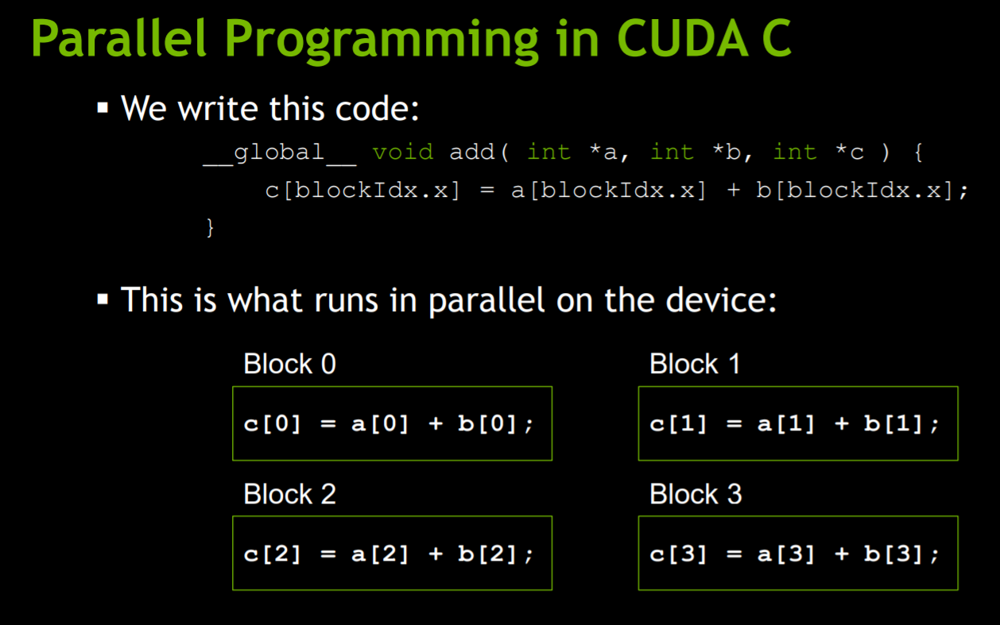 Parallel Programming in CUDA C
▪ We write this code:
__global__ void add( int *a, int *b, int *c ) {
    c[blockIdx.x] = a[blockIdx.x] + b[blockIdx.x];
}
▪ This is what runs in parallel on the device:
Block 0
c[0] = a[0] + b[0];
Block 1
c[1] = a[1] + b[1];
Block 2
c[2] = a[2] + b[2];
Block 3
c[3] = a[3] + b[3];